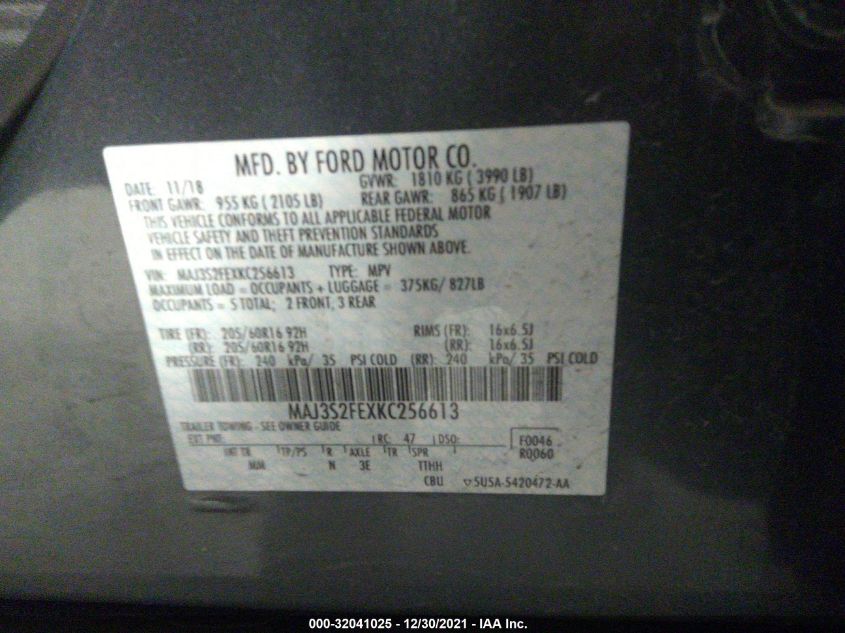 MFD. BY FORD MOTOR CO.
DATE: 11/18 GVWR: 1810 KG ( 3990 LB)
FRONT GAWR: 955 KG ( 2105 LB) REAR GAWR: 865 KG ( 1907 LB)
THIS VEHICLE CONFORMS TO ALL APPLICABLE FEDERAL MOTOR
VEHICLE SAFETY AND THEFT PREVENTION STANDARDS
IN EFFECT ON THE DATE OF MANUFACTURE SHOWN ABOVE.
VIN: MAJ3S2FEXKC256613 TYPE: MPV
MAXIMUM LOAD = OCCUPANTS + LUGGAGE = 375KG/ 827LB
OCCUPANTS = 5 TOTAL; 2 FRONT, 3 REAR
TIRE (FR): 205/60R16 92H RIMS (FR): 16x6.5J
(RR): 205/60R16 92H (RR): 16x6.5J
PRESSURE (FR): 240 kPa/ 35 PSI COLD (RR): 240 kPa/ 35 PSI COLD
MAJ3S2FEXKC256613
TRAILER TOWING - SEE OWNER GUIDE
EXT PNT: RC: 47 DSO: F0046
INT TR TP/PS R AXLE TR SPR R0060
MM N 3E TTHH
CBU 5U5A-5420472-AA
000-32041025 - 12/30/2021 - IAA Inc.